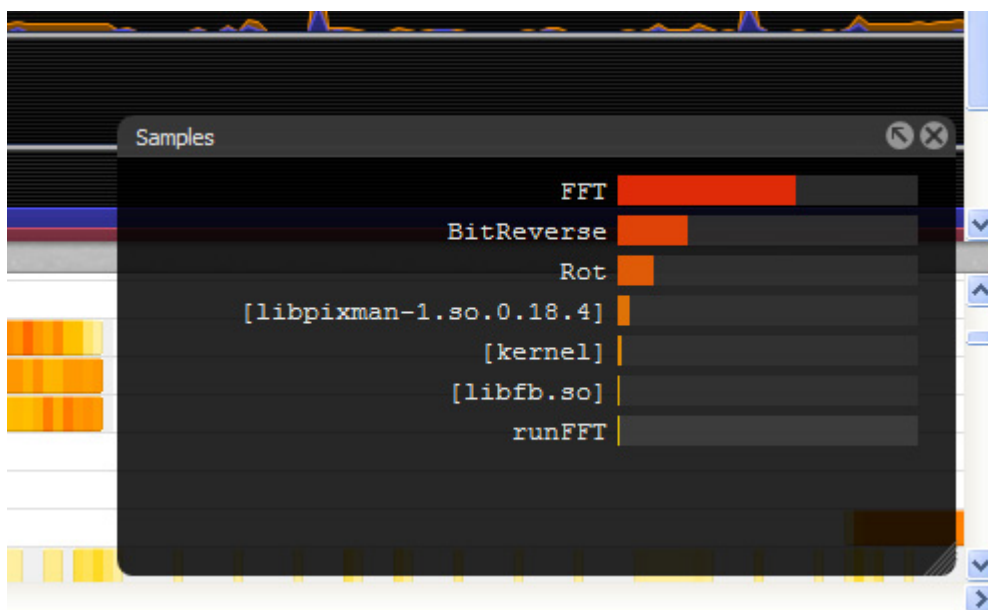 Samples
FFT
BitReverse
Rot
[libpixman-1.so.0.18.4]
[kernel]
[libfb.so]
runFFT